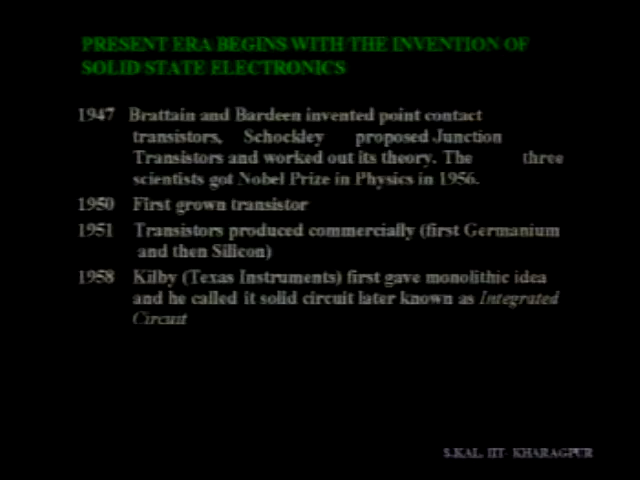 PRESENT ERA BEGINS WITH THE INVENTION OF
SOLID STATE ELECTRONICS
1947 Brattain and Bardeen invented point contact
transistors, Schockley proposed Junction
Transistors and worked out its theory. The three
scientists got Nobel Prize in Physics in 1956.
1950 First grown transistor
1951 Transistors produced commercially (first Germanium
and then Silicon)
1958 Kilby (Texas Instruments) first gave monolithic idea
and he called it solid circuit later known as Integrated
Circuit
S.KAL, IIT- KHARAGPUR